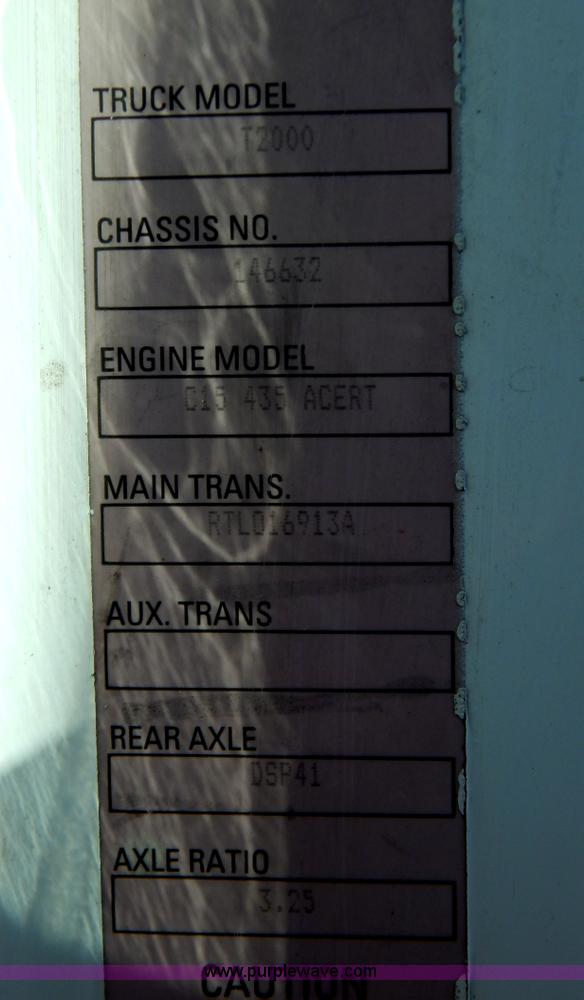 TRUCK MODEL
T2000
CHASSIS NO.
146632
ENGINE MODEL
C15 435 ACERT
MAIN TRANS.
RTLO16913A
AUX. TRANS
REAR AXLE
DSP41
AXLE RATIO
3.25
www.purplewave.com
CAUTION